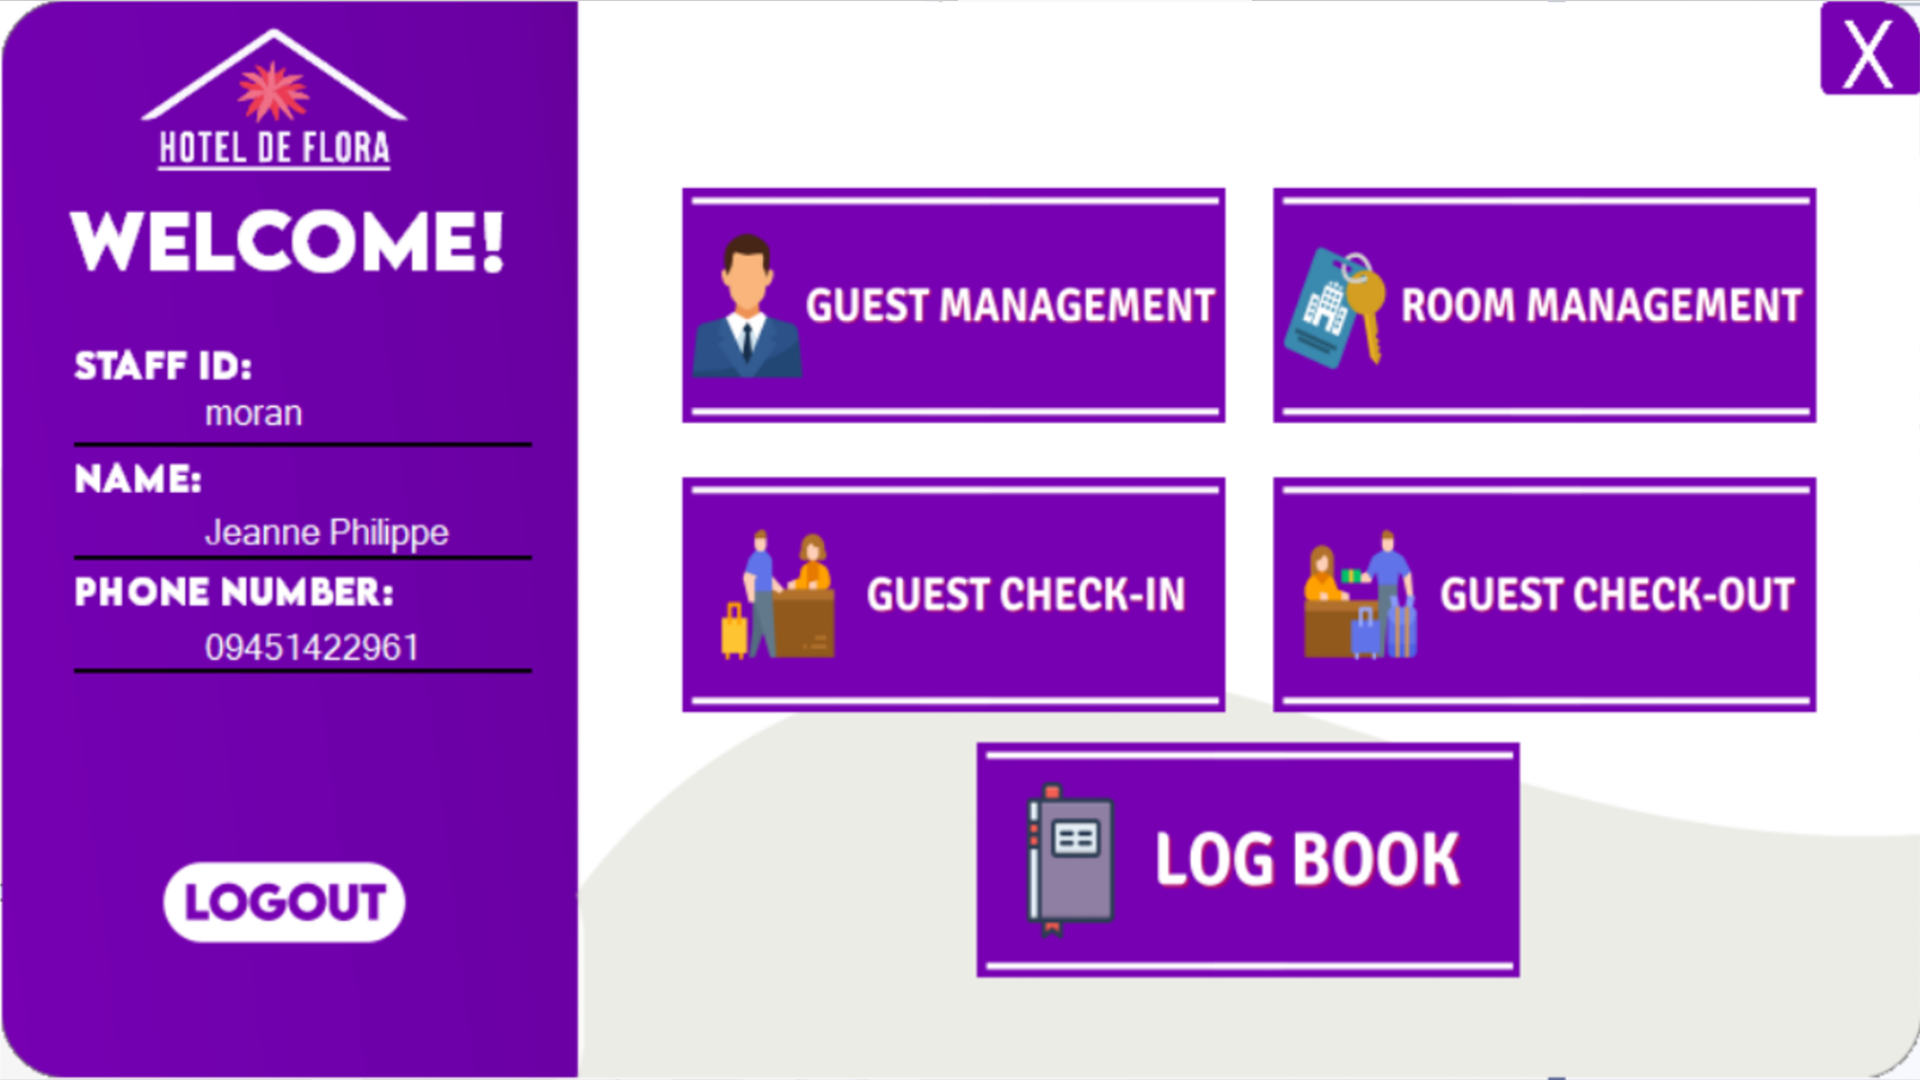 HOTEL DE FLORA
WELCOME!
STAFF ID:
moran
NAME:
Jeanne Philippe
PHONE NUMBER:
09451422961
LOGOUT
X
GUEST MANAGEMENT
ROOM MANAGEMENT
GUEST CHECK-IN
GUEST CHECK-OUT
LOG BOOK